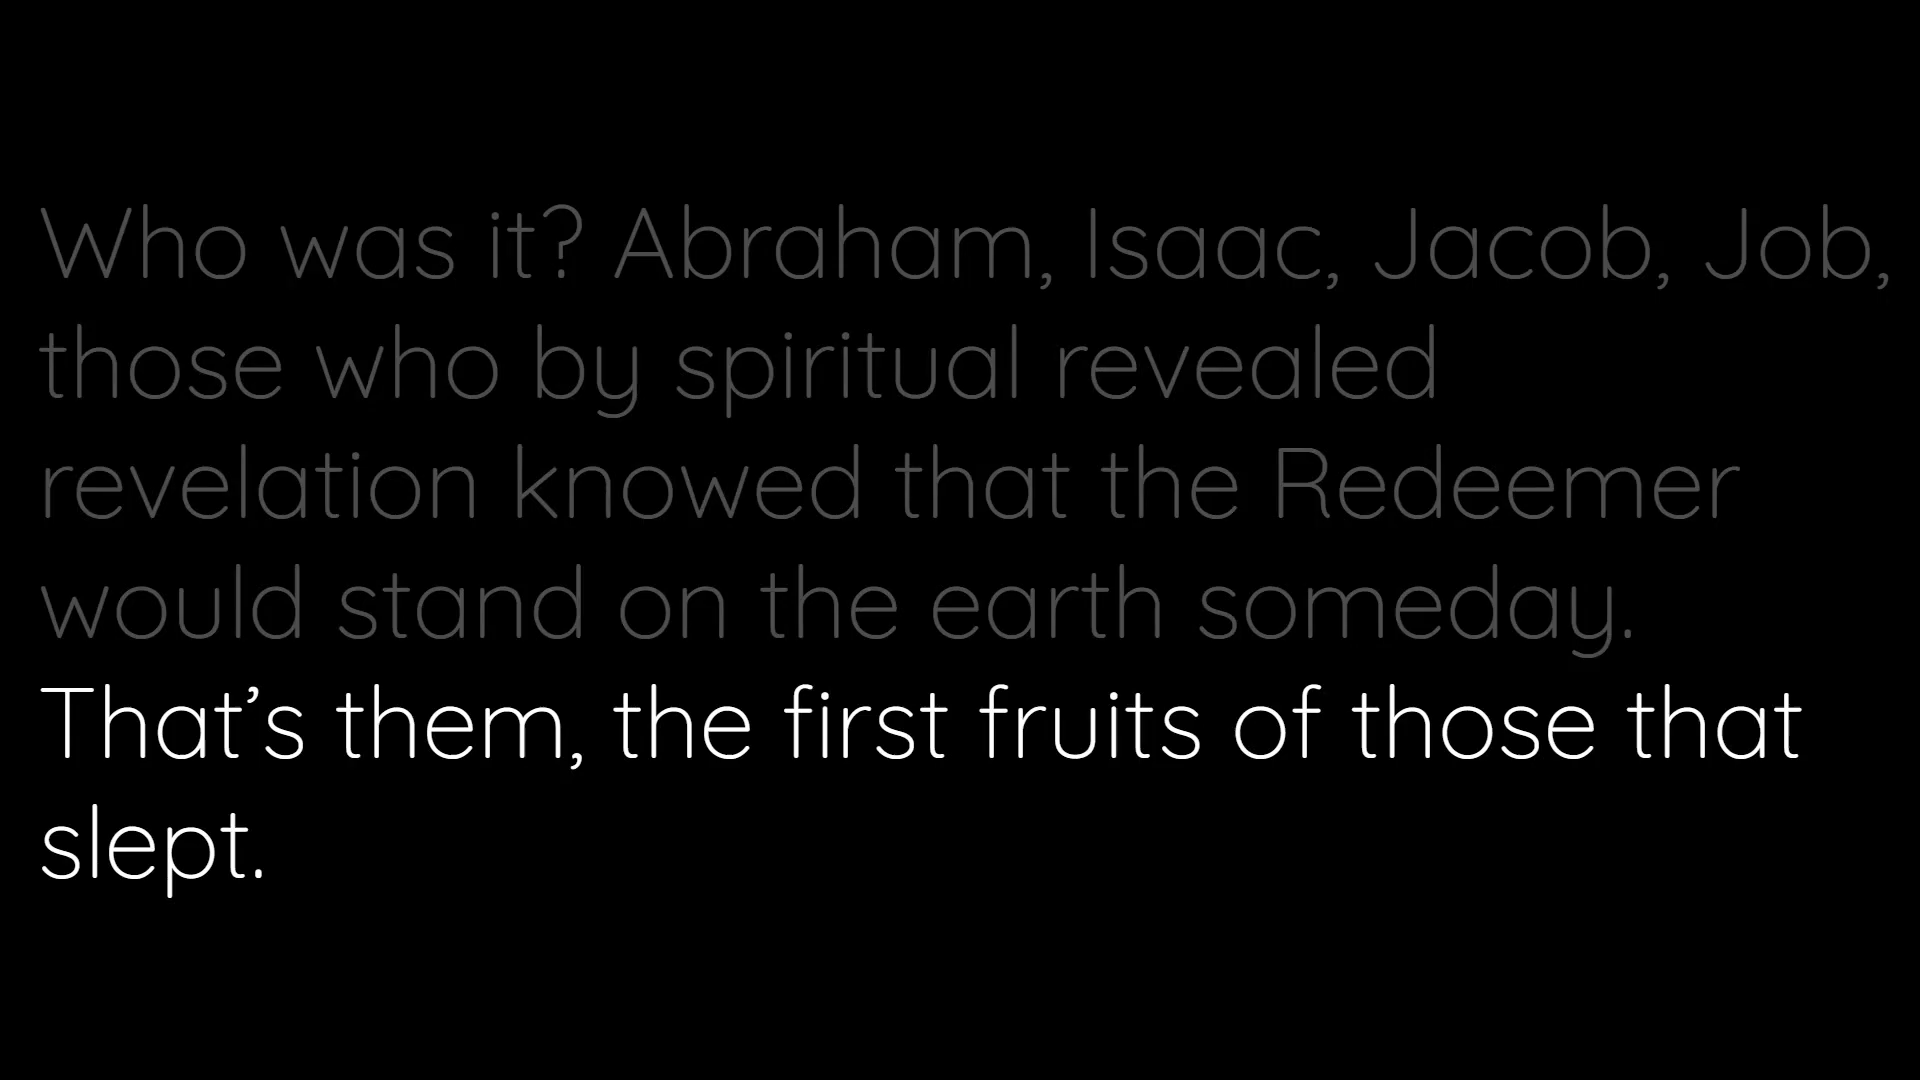 Who was it? Abraham, Isaac, Jacob, Job,
those who by spiritual revealed
revelation knowed that the Redeemer
would stand on the earth someday.
That’s them, the first fruits of those that
slept.